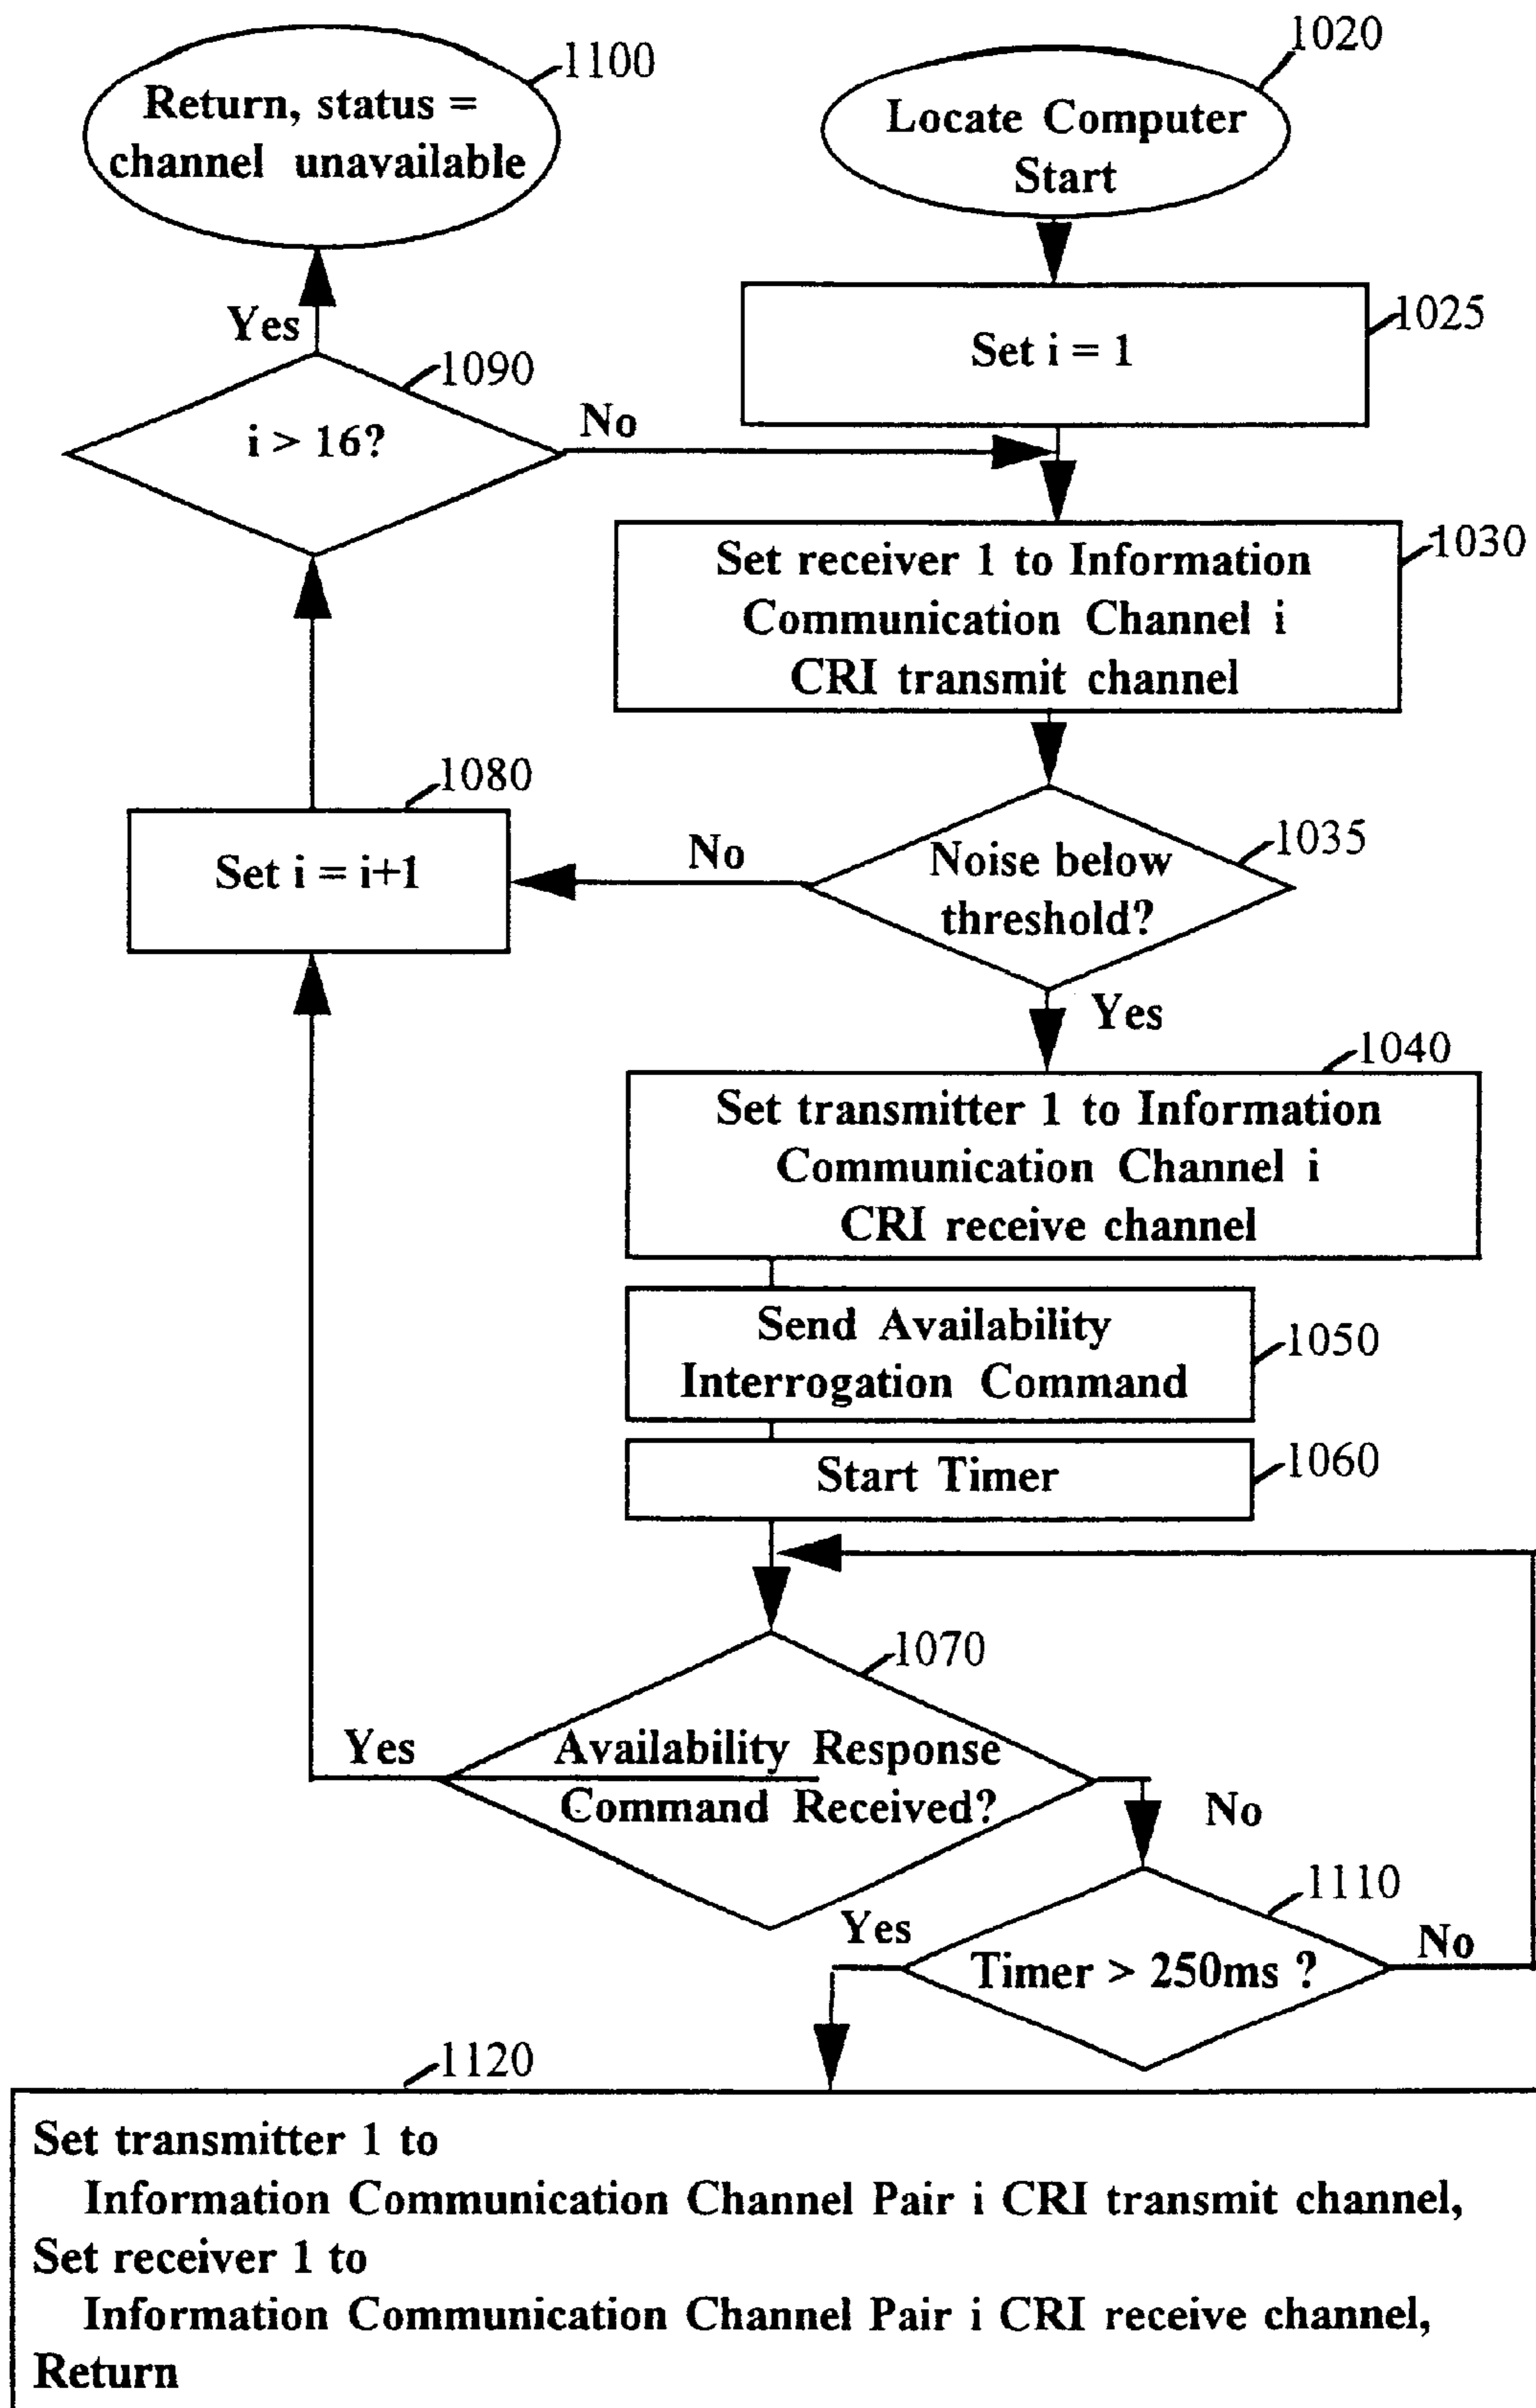 1100
Return, status =
channel unavailable
1020
Locate Computer
Start
Yes
1025
Set i = 1
1090
i > 16?
No
1030
Set receiver 1 to Information
Communication Channel i
CRI transmit channel
1080
Set i = i+1
No
1035
Noise below
threshold?
Yes
1040
Set transmitter 1 to Information
Communication Channel i
CRI receive channel
Send Availability
Interrogation Command
1050
Start Timer
1060
1070
Yes
Availability Response
Command Received?
No
1110
Yes
Timer > 250ms ?
No
1120
Set transmitter 1 to
Information Communication Channel Pair i CRI transmit channel,
Set receiver 1 to
Information Communication Channel Pair i CRI receive channel,
Return